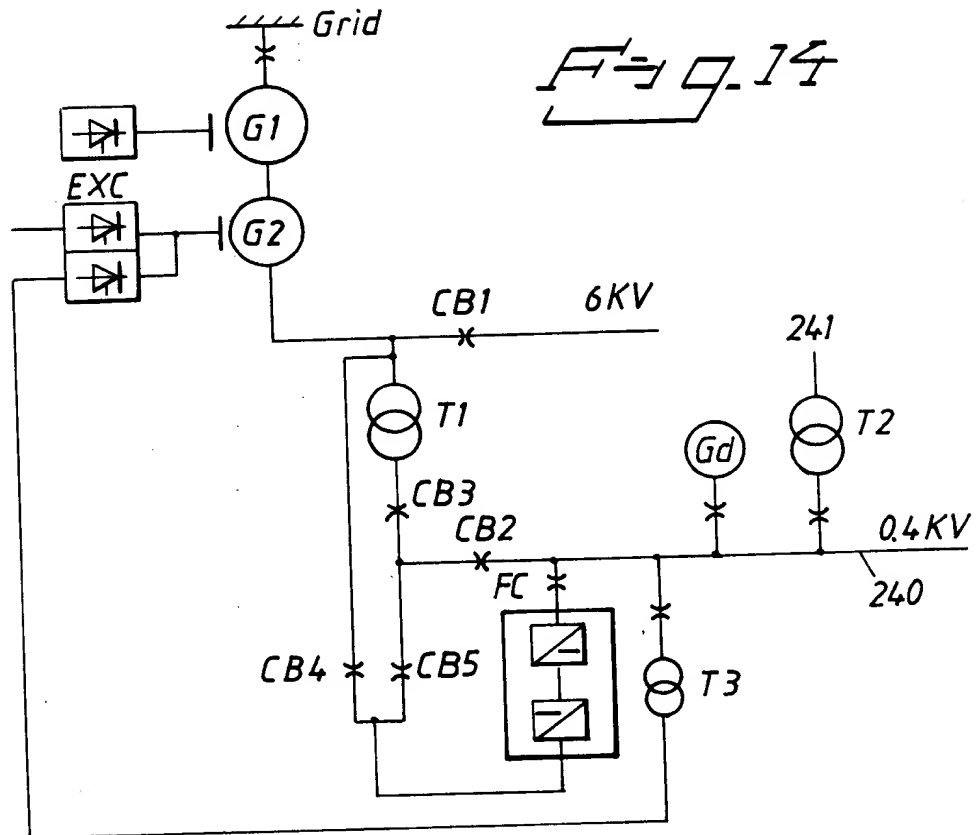 Grid
Fig. 14
G1
EXC
G2
CB1
6KV
241
T1
Gd
T2
CB3
CB2
0.4KV
FC
240
CB4
CB5
T3